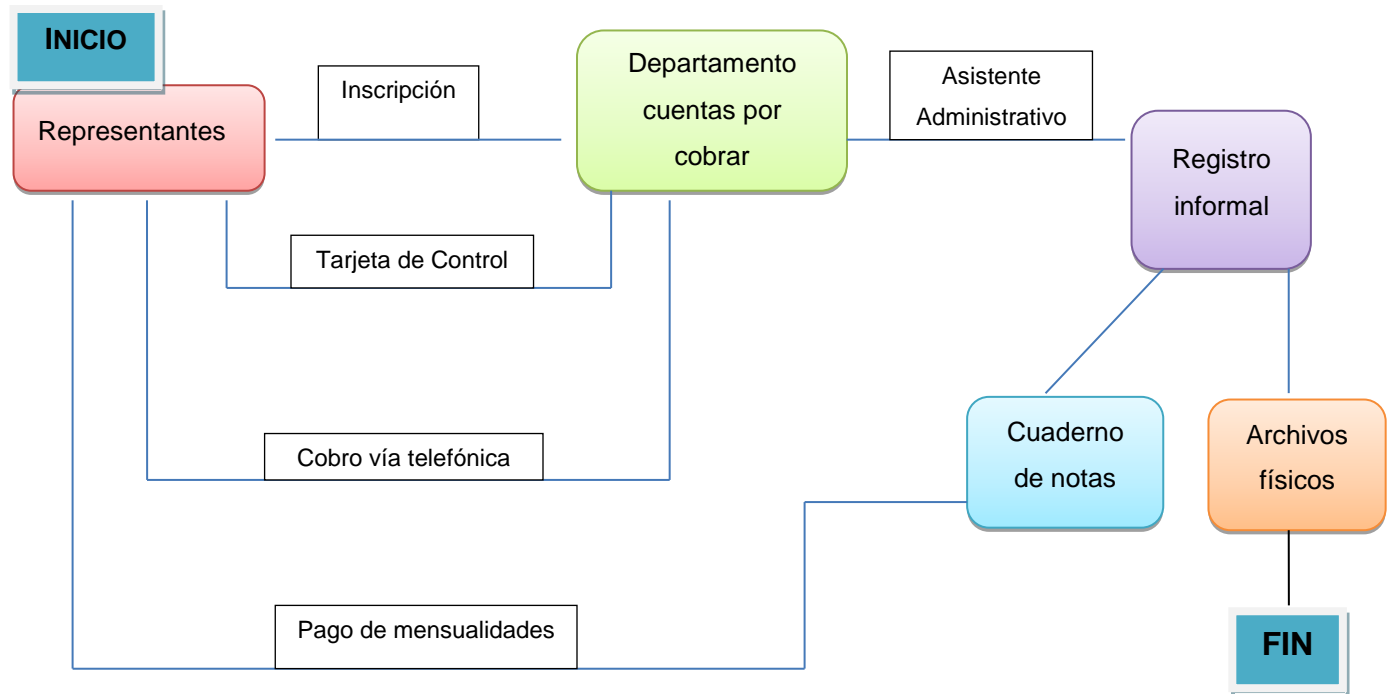 INICIO
Representantes
Inscripción
Departamento
cuentas por
cobrar
Asistente
Administrativo
Registro
informal
Tarjeta de Control
Cobro vía telefónica
Cuaderno
de notas
Archivos
físicos
Pago de mensualidades
FIN